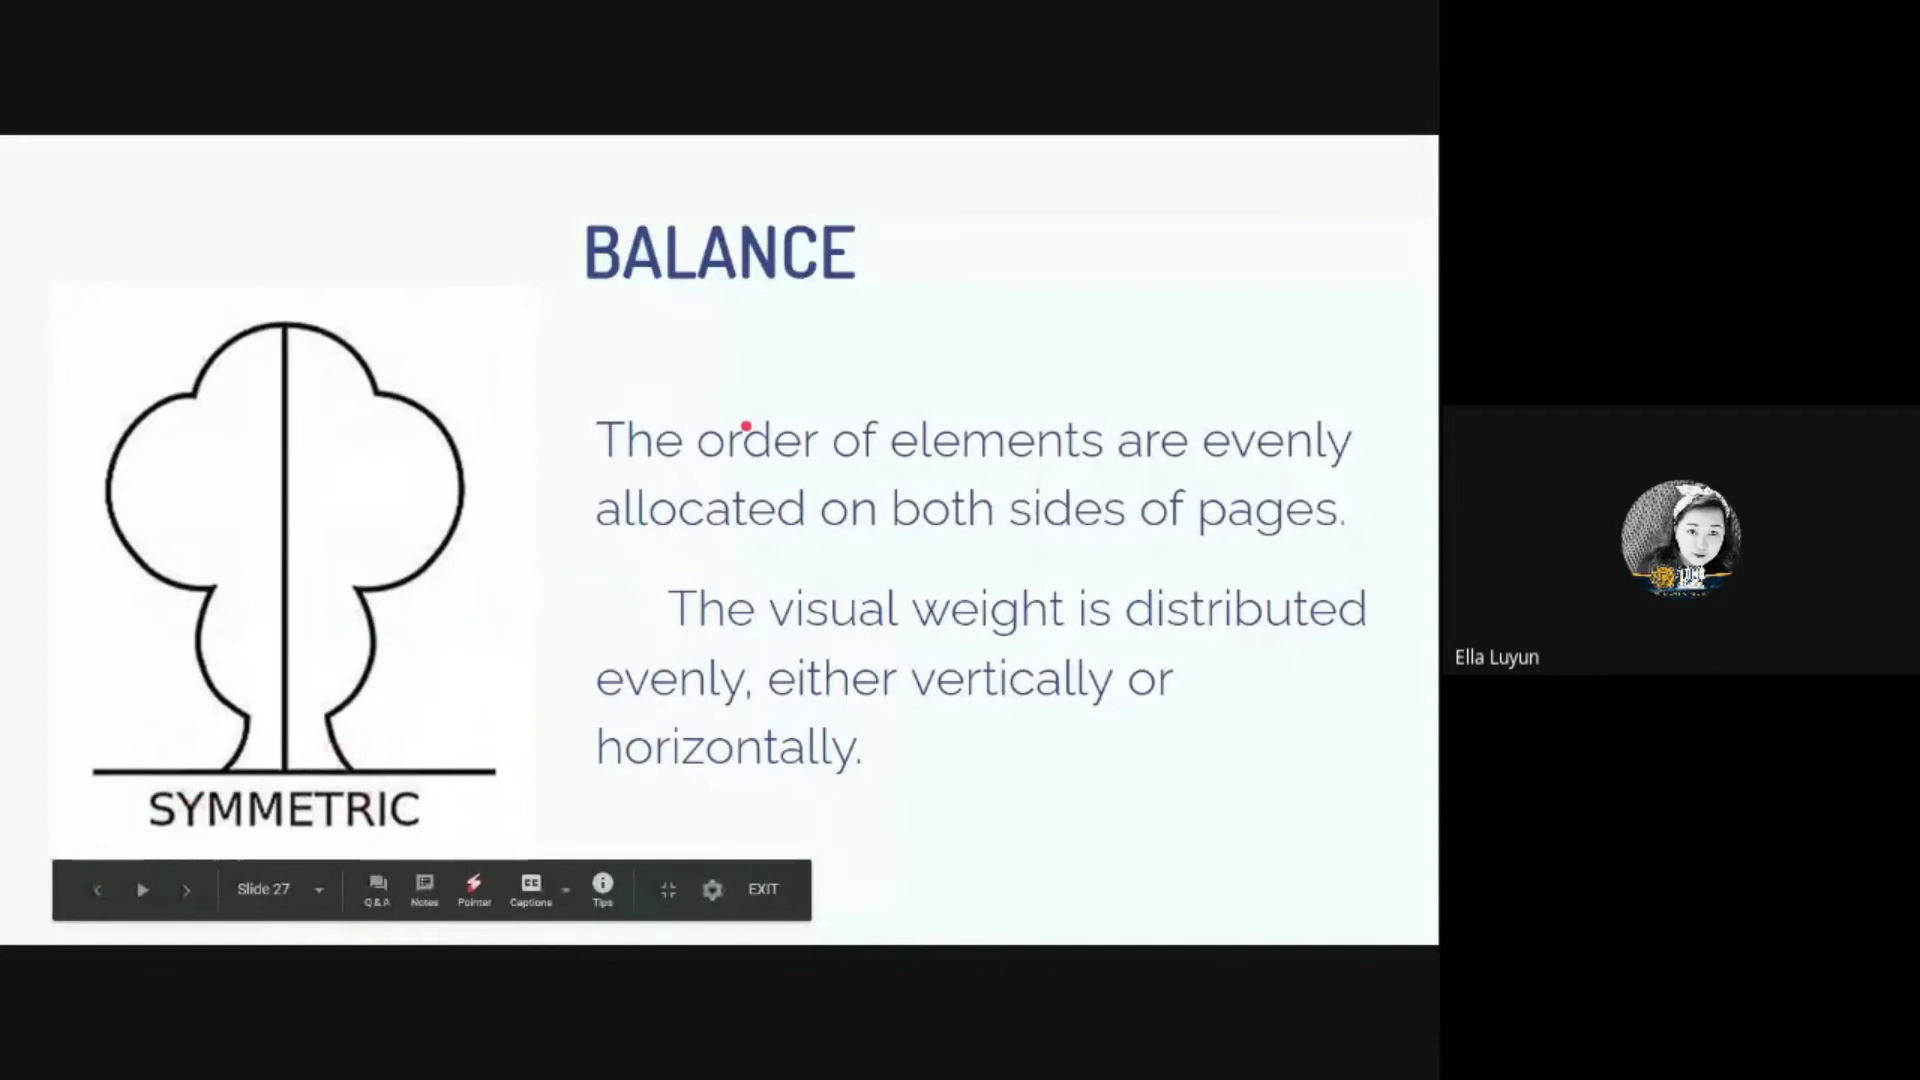 BALANCE
The order of elements are evenly
allocated on both sides of pages.
The visual weight is distributed
evenly, either vertically or
horizontally.
SYMMETRIC
Slide 27
Q&A
Notes
Pointer
CC
Captions
Tips
EXIT
Ella Luyun